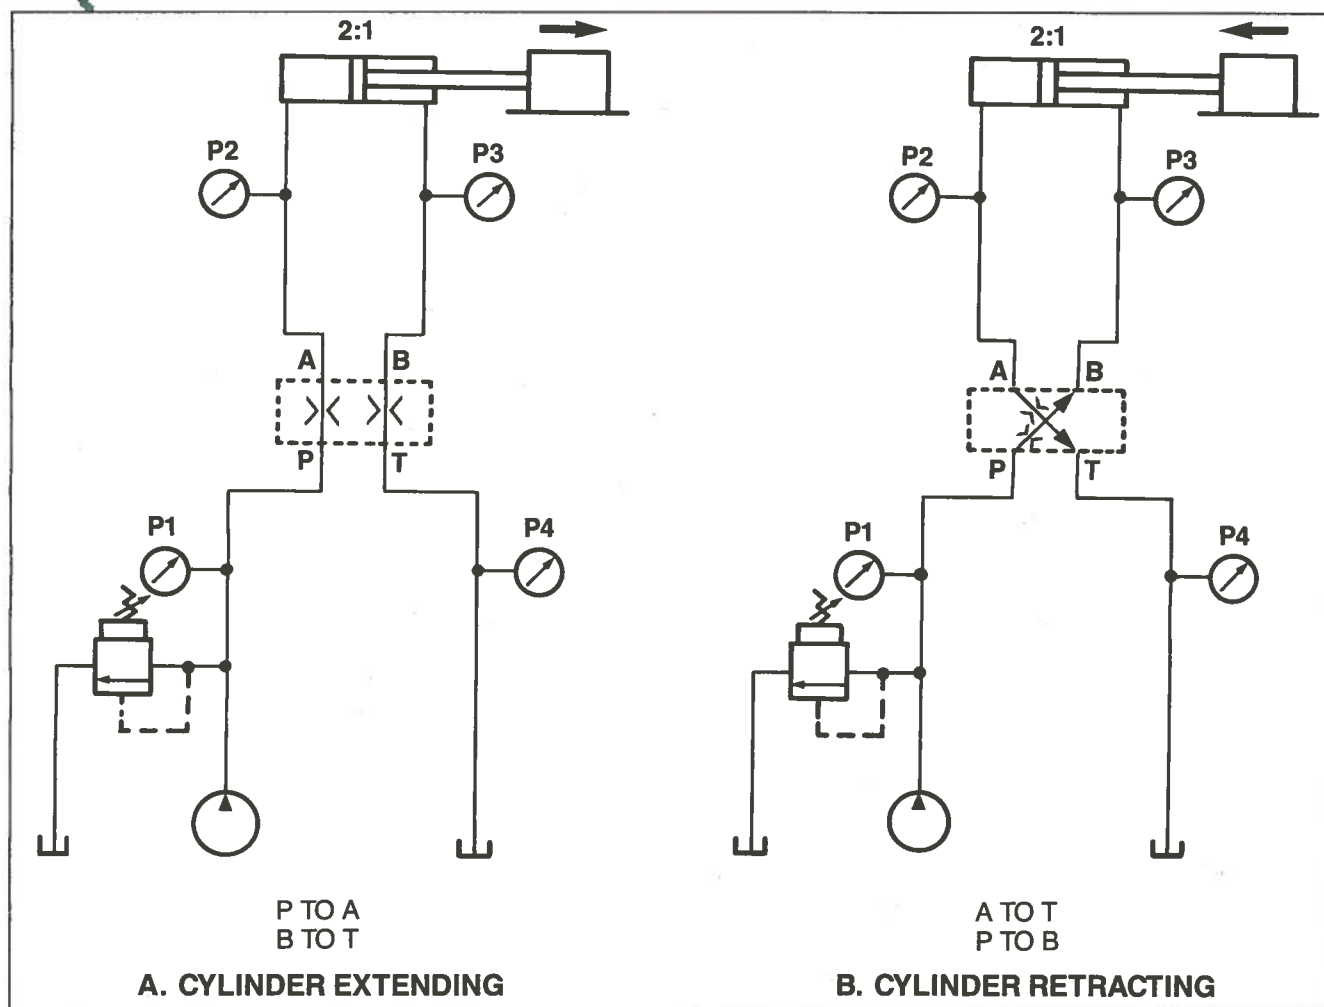 2:1
P2
P3
A
B
P
T
P1
P4
P TO A
B TO T
A. CYLINDER EXTENDING
2:1
P2
P3
A
B
P
T
P1
P4
A TO T
P TO B
B. CYLINDER RETRACTING